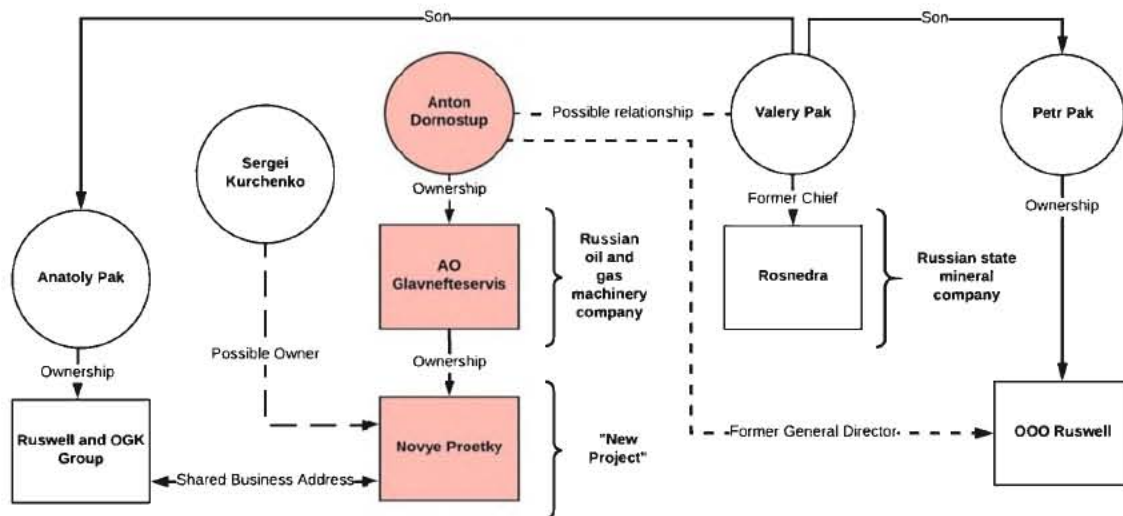 Son
Son
Anton
Dornostup
Possible relationship
Valery Pak
Petr Pak
Sergei
Kurchenko
Ownership
Former Chief
Ownership
Anatoly Pak
AO
Glavnefteservis
Russian
oil and
gas
machinery
company
Rosnedra
Russian state
mineral
company
Possible Owner
Ownership
Ownership
Ruswell and OGK
Group
Novye Proetky
"New
Project"
Former General Director
OOO Ruswell
Shared Business Address